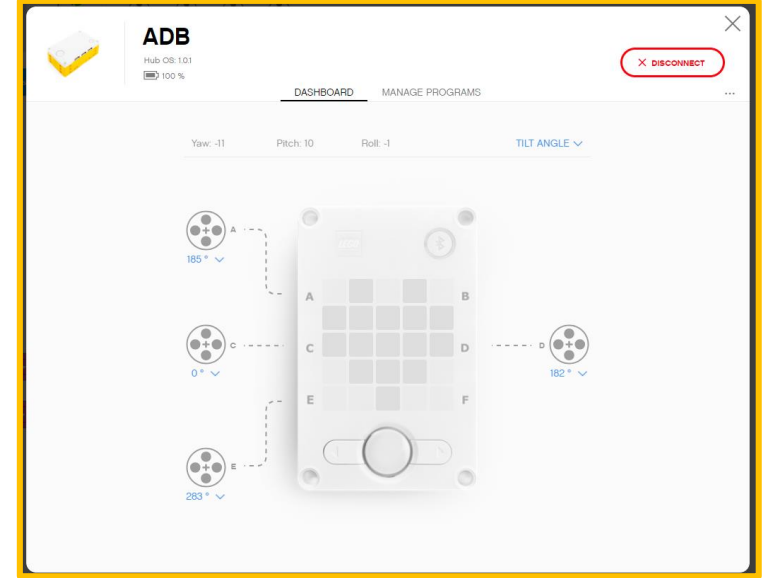 ADB
Hub OS: 1.0.1
100 %
DISCONNECT
DASHBOARD MANAGE PROGRAMS
...
Yaw: -11 Pitch: 10 Roll: -1 TILT ANGLE
A
185 °
LEGO
A B
C
0 °
C D
D
182 °
E F
E
283 °